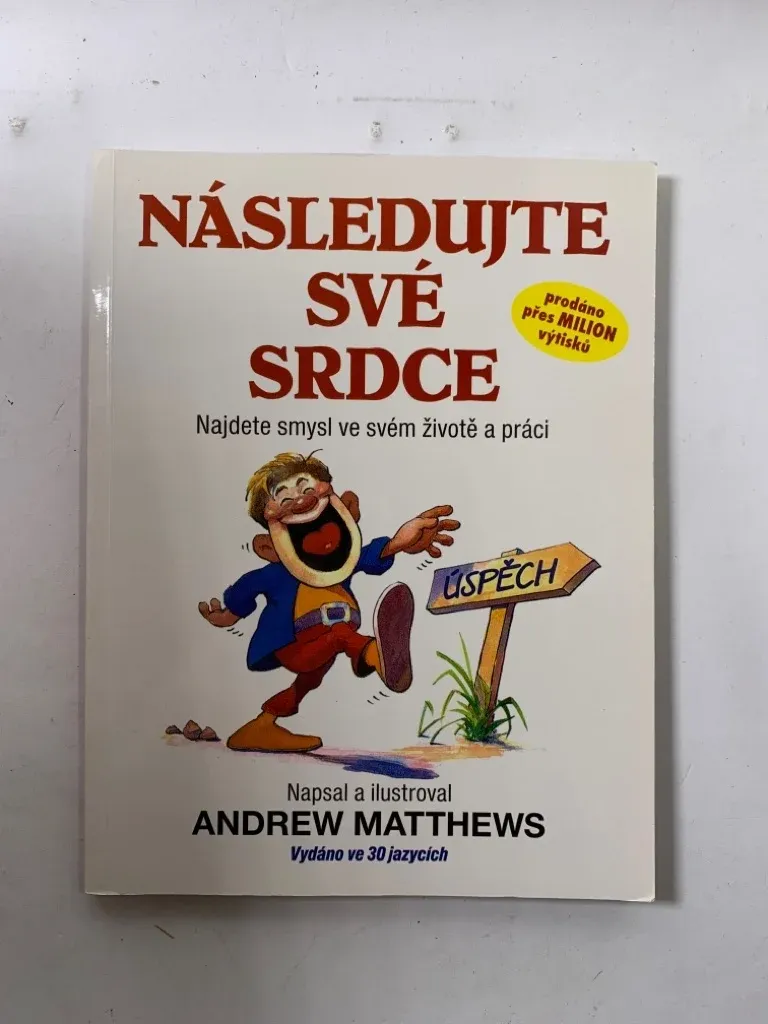 NÁSLEDUJTE
SVÉ
SRDCE
prodáno
přes MILION
výtisků
Najdete smysl ve svém životě a práci
ÚSPĚCH
Napsal a ilustroval
ANDREW MATTHEWS
Vydáno ve 30 jazycích